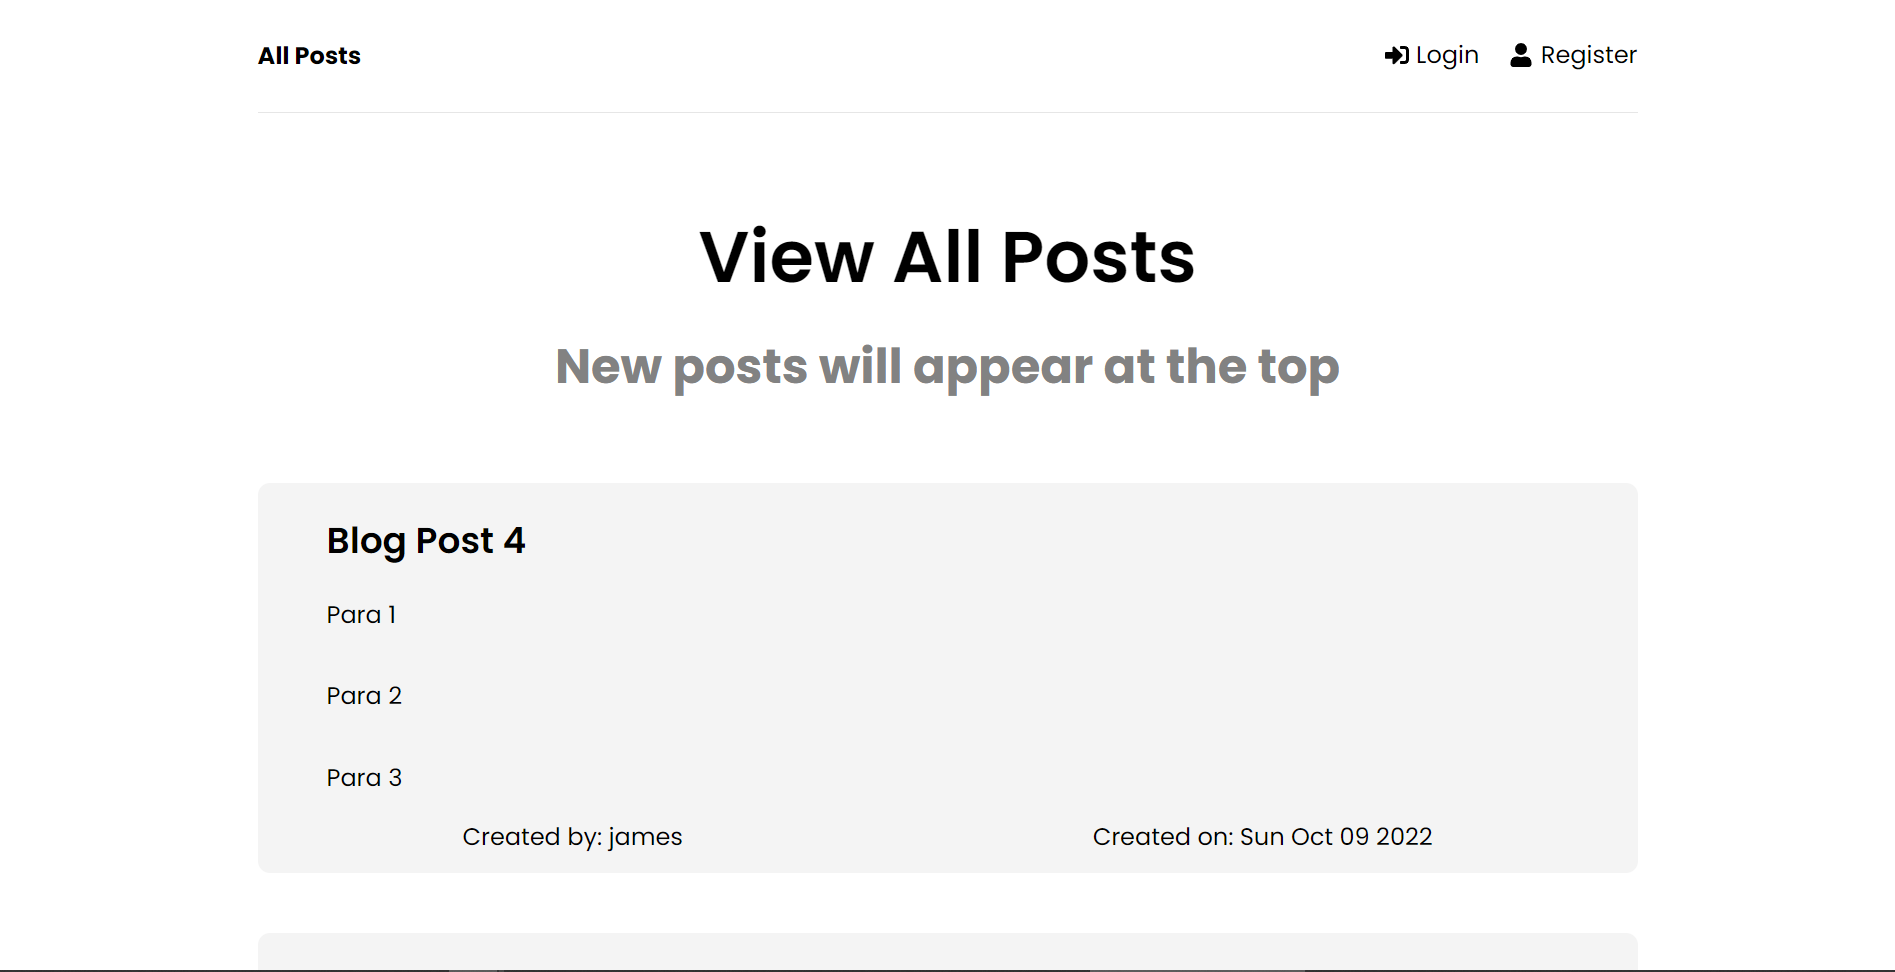 All Posts Login Register
View All Posts
New posts will appear at the top
Blog Post 4
Para 1
Para 2
Para 3
Created by: james Created on: Sun Oct 09 2022